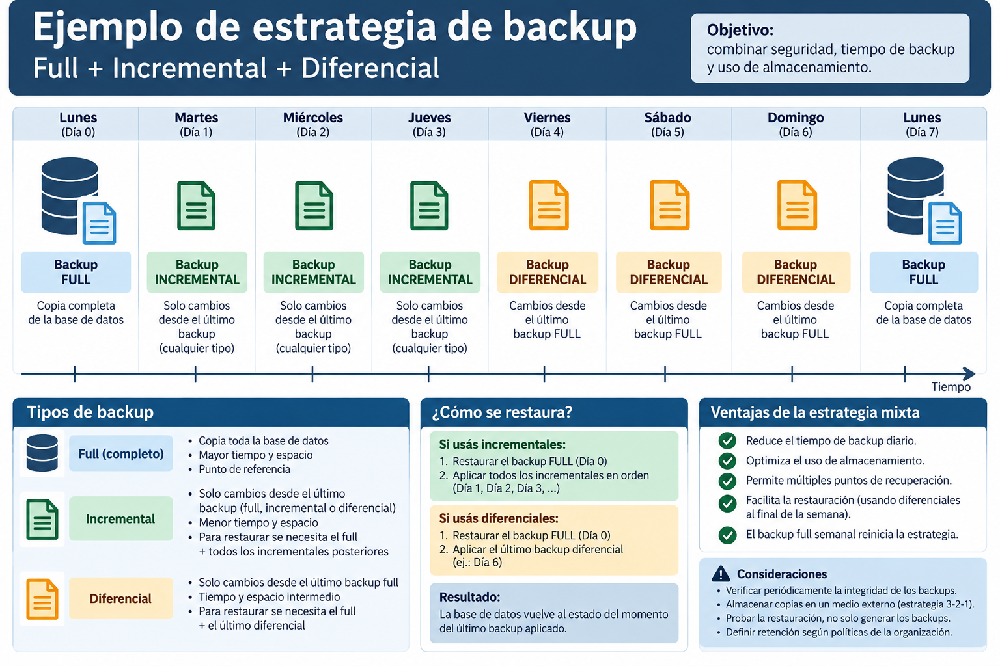 Ejemplo de estrategia de backup
Full + Incremental + Diferencial
Objetivo:
combinar seguridad, tiempo de backup
y uso de almacenamiento.
Lunes
(Día 0)
Backup
FULL
Copia completa
de la base de datos
Martes
(Día 1)
Backup
INCREMENTAL
Solo cambios
desde el último
backup
(cualquier tipo)
Miércoles
(Día 2)
Backup
INCREMENTAL
Solo cambios
desde el último
backup
(cualquier tipo)
Jueves
(Día 3)
Backup
INCREMENTAL
Solo cambios
desde el último
backup
(cualquier tipo)
Viernes
(Día 4)
Backup
DIFERENCIAL
Cambios desde
el último
backup FULL
Sábado
(Día 5)
Backup
DIFERENCIAL
Cambios desde
el último
backup FULL
Domingo
(Día 6)
Backup
DIFERENCIAL
Cambios desde
el último
backup FULL
Lunes
(Día 7)
Backup
FULL
Copia completa
de la base de datos
Tiempo
Tipos de backup
Full (completo)
• Copia toda la base de datos
• Mayor tiempo y espacio
• Punto de referencia
Incremental
• Solo cambios desde el último
backup (full, incremental o diferencial)
• Menor tiempo y espacio
• Para restaurar se necesita el full
+ todos los incrementales posteriores
Diferencial
• Solo cambios desde el último backup full
• Tiempo y espacio intermedio
• Para restaurar se necesita el full
+ el último diferencial
¿Cómo se restaura?
Si usás incrementales:
1. Restaurar el backup FULL (Día 0)
2. Aplicar todos los incrementales en orden
(Día 1, Día 2, Día 3, ...)
Si usás diferenciales:
1. Restaurar el backup FULL (Día 0)
2. Aplicar el último backup diferencial
(ej.: Día 6)
Resultado:
La base de datos vuelve al estado del momento
del último backup aplicado.
Ventajas de la estrategia mixta
Reduce el tiempo de backup diario.
Optimiza el uso de almacenamiento.
Permite múltiples puntos de recuperación.
Facilita la restauración (usando diferenciales
al final de la semana).
El backup full semanal reinicia la estrategia.
Consideraciones
• Verificar periódicamente la integridad de los backups.
• Almacenar copias en un medio externo (estrategia 3-2-1).
• Probar la restauración, no solo generar los backups.
• Definir retención según políticas de la organización.